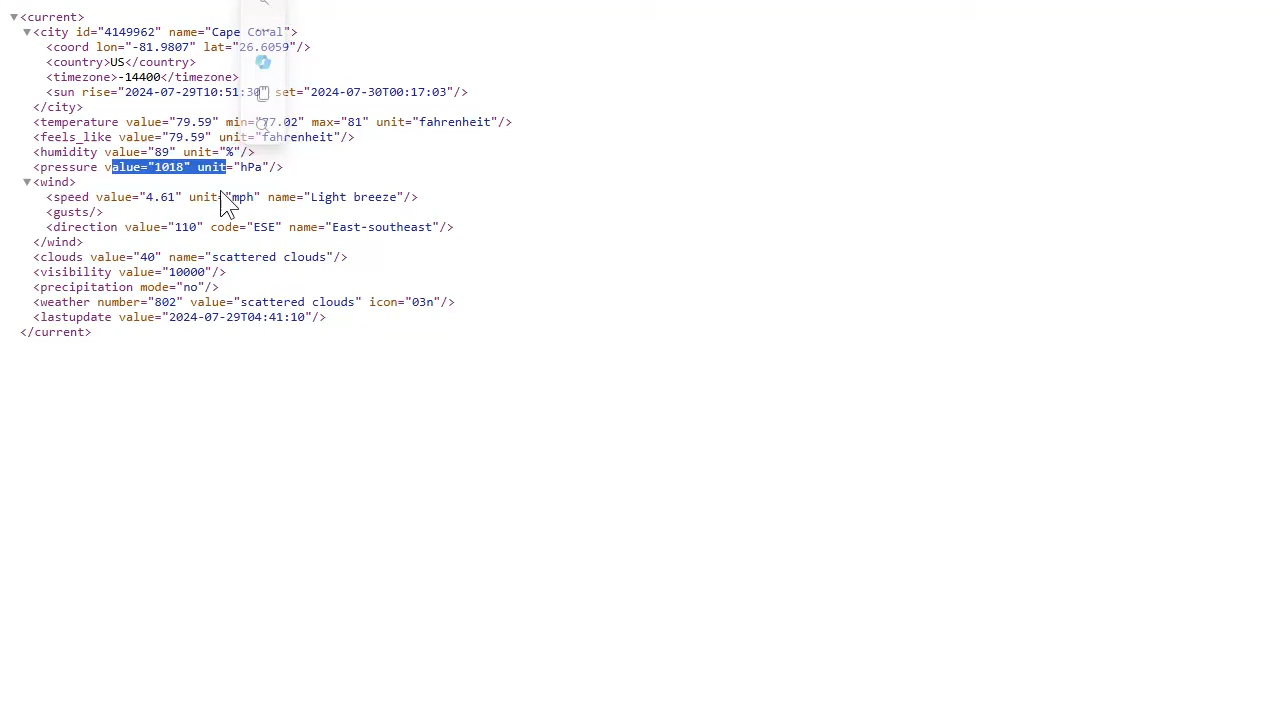 <current>
<city id="4149962" name="Cape Coral">
<coord lon="-81.9807" lat="26.6059"/>
<country>US</country>
<timezone>-14400</timezone>
<sun rise="2024-07-29T10:51:30" set="2024-07-30T00:17:03"/>
</city>
<temperature value="79.59" min="77.02" max="81" unit="fahrenheit"/>
<feels_like value="79.59" unit="fahrenheit"/>
<humidity value="89" unit="%"/>
<pressure value="1018" unit="hPa"/>
<wind>
<speed value="4.61" unit="mph" name="Light breeze"/>
<gusts/>
<direction value="110" code="ESE" name="East-southeast"/>
</wind>
<clouds value="40" name="scattered clouds"/>
<visibility value="10000"/>
<precipitation mode="no"/>
<weather number="802" value="scattered clouds" icon="03n"/>
<lastupdate value="2024-07-29T04:41:10"/>
</current>